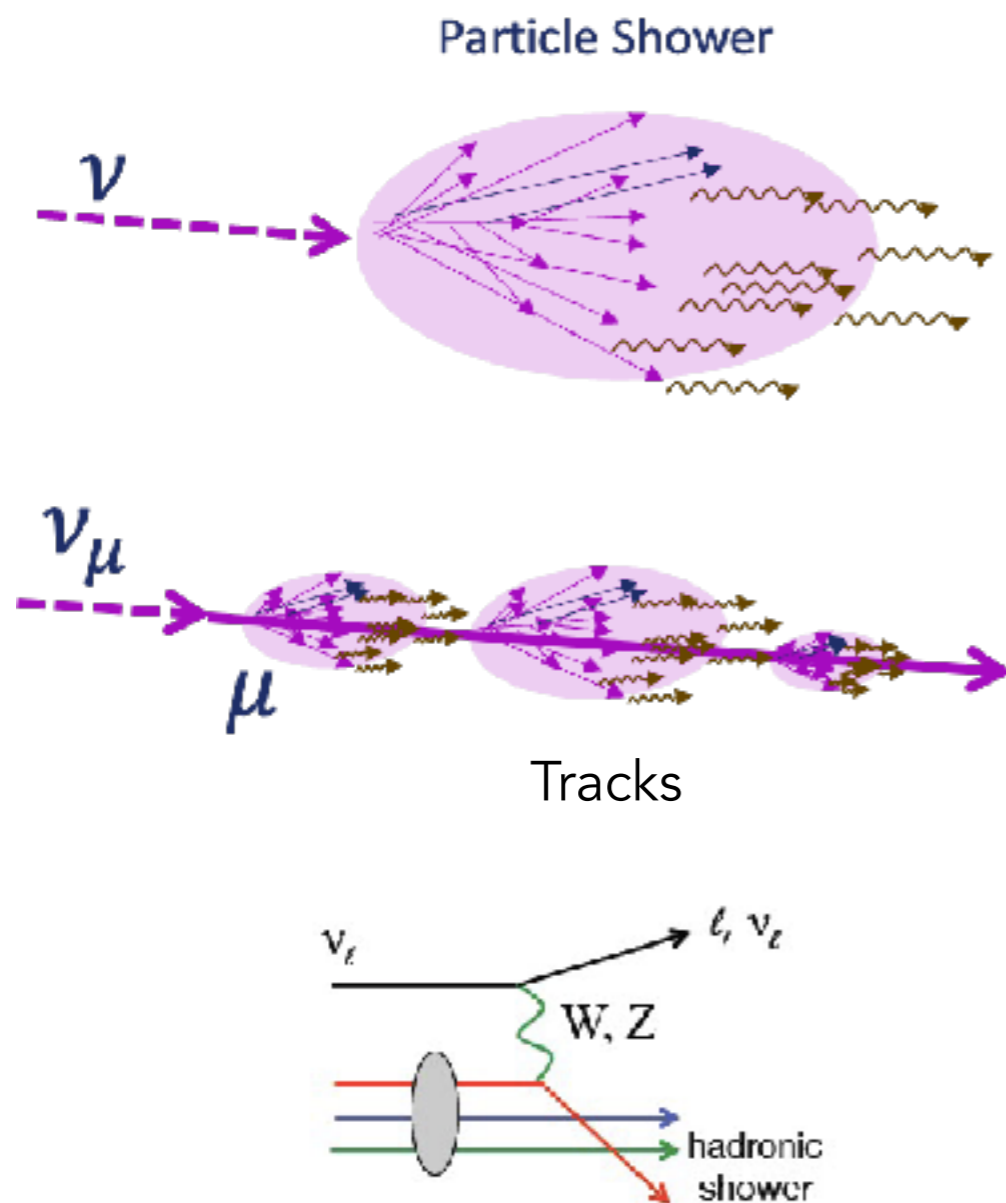 Particle Shower
ν
ν_μ
μ
Tracks
ν_ℓ
ℓ, ν_ℓ
W, Z
hadronic
shower